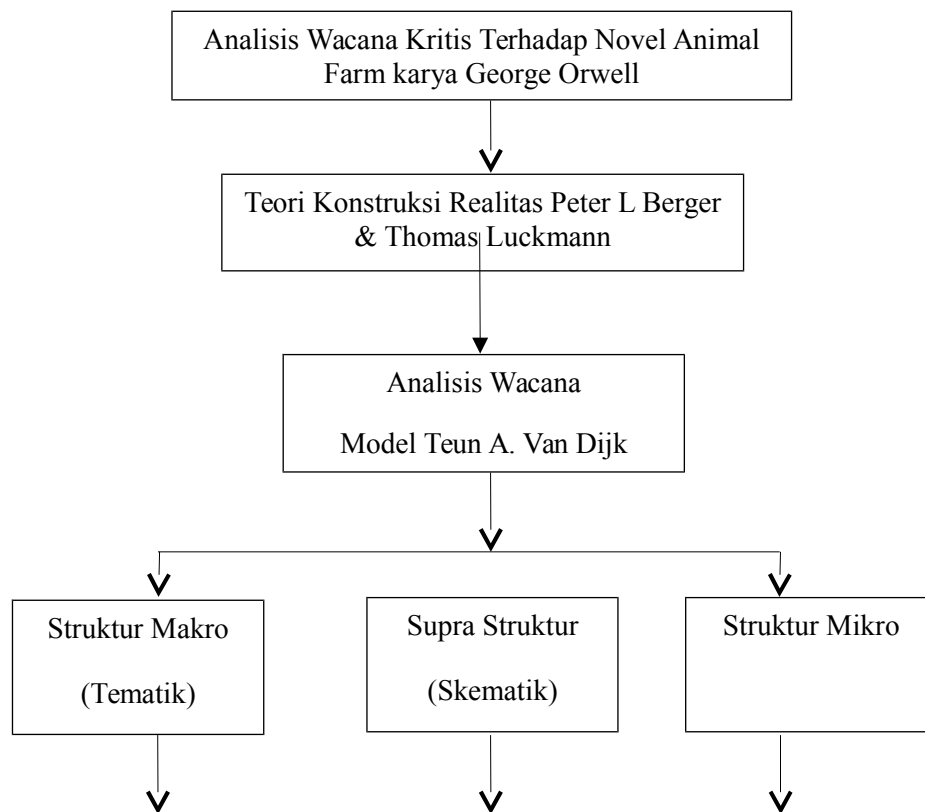 Analisis Wacana Kritis Terhadap Novel Animal
Farm karya George Orwell
Teori Konstruksi Realitas Peter L Berger
& Thomas Luckmann
Analisis Wacana
Model Teun A. Van Dijk
Struktur Makro
(Tematik)
Supra Struktur
(Skematik)
Struktur Mikro